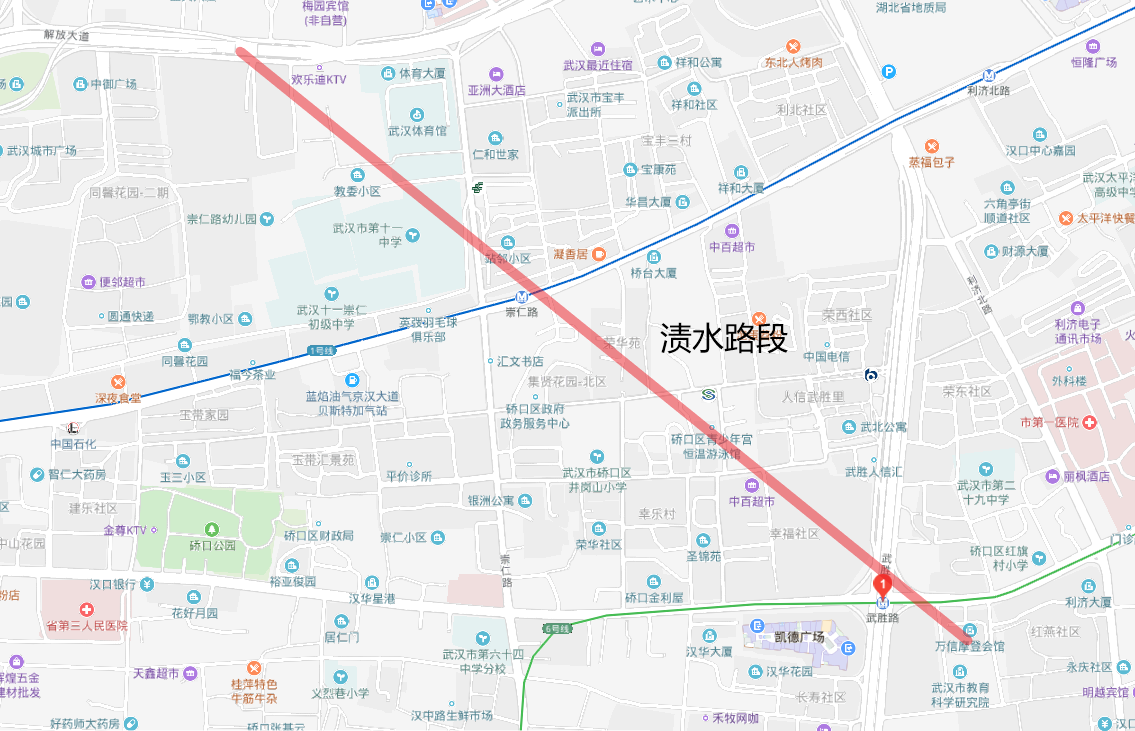 梅园宾馆
(非自营)
湖北省地质局
解放大道
武汉最近住宿
东北人烤肉
恒隆广场
欢乐迪KTV
体育大厦
祥和公寓
中御广场
亚洲大酒店
利济北路
武汉市宝丰
派出所
祥和社区
利北社区
武汉体育馆
武汉城市广场
仁和世家
宝丰三村
汉口中心嘉园
蒸福包子
宝康苑
祥和大厦
武汉太平洋
高级中学
同馨花园-二期
教委小区
华昌大厦
六角亭街
顺道社区
崇仁路幼儿园
武汉市第十一
中学
太平洋快餐
站邻小区
凝香居
中百超市
财源大厦
桥台大厦
便邻超市
利济北路
武汉十一崇仁
初级中学
崇仁路
圆通快递
鄂教小区
英骏羽毛球
俱乐部
荣西社区
利济电子
通讯市场
荣华苑
渍水路段
1号线
中国电信
同馨花园
汇文书店
福今茶业
集贤花园-北区
外科楼
深夜食堂
蓝焰油气京汉大道
贝斯特加气站
荣东社区
人信武胜里
玉带家园
硚口区政府
政务服务中心
市第一医院
中国石化
硚口区青少年宫
恒温游泳馆
武北公寓
玉带汇景苑
智仁大药房
玉三小区
平价诊所
武汉市硚口区
井岗山小学
武胜人信汇
丽枫酒店
武汉市第二
十九中学
建乐社区
银洲公寓
中百超市
幸乐村
金尊KTV
硚口公园
硚口区财政局
崇仁小区
荣华社区
圣锦苑
幸福社区
中山花园
门诊
硚口区红旗
村小学
崇仁路
裕亚俊园
汉口银行
汉华星港
硚口金利屋
1
利济大厦
花好月园
武胜路
省第三人民医院
6号线
居仁门
凯德广场
红燕社区
万信摩登会馆
武汉市第六十四
中学分校
汉华大厦
天鑫超市
汉华花园
永庆社区
桂萍特色
牛筋牛杂
义烈巷小学
武汉市教育
科学研究院
长寿社区
明越宾馆
建材批发
汉中路生鲜市场
禾牧网咖
好药师大药房